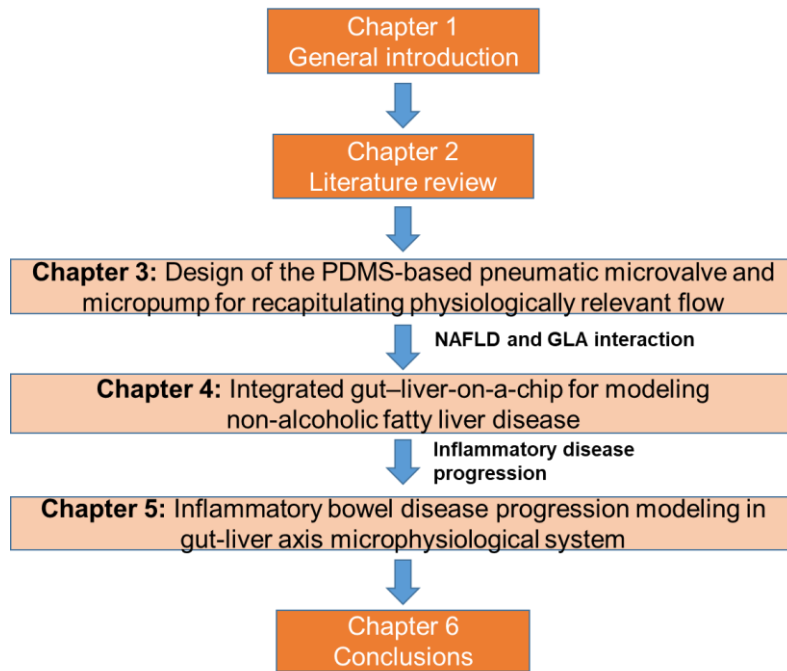 Chapter 1
General introduction
Chapter 2
Literature review
Chapter 3: Design of the PDMS-based pneumatic microvalve and
micropump for recapitulating physiologically relevant flow
NAFLD and GLA interaction
Chapter 4: Integrated gut–liver-on-a-chip for modeling
non-alcoholic fatty liver disease
Inflammatory disease
progression
Chapter 5: Inflammatory bowel disease progression modeling in
gut-liver axis microphysiological system
Chapter 6
Conclusions